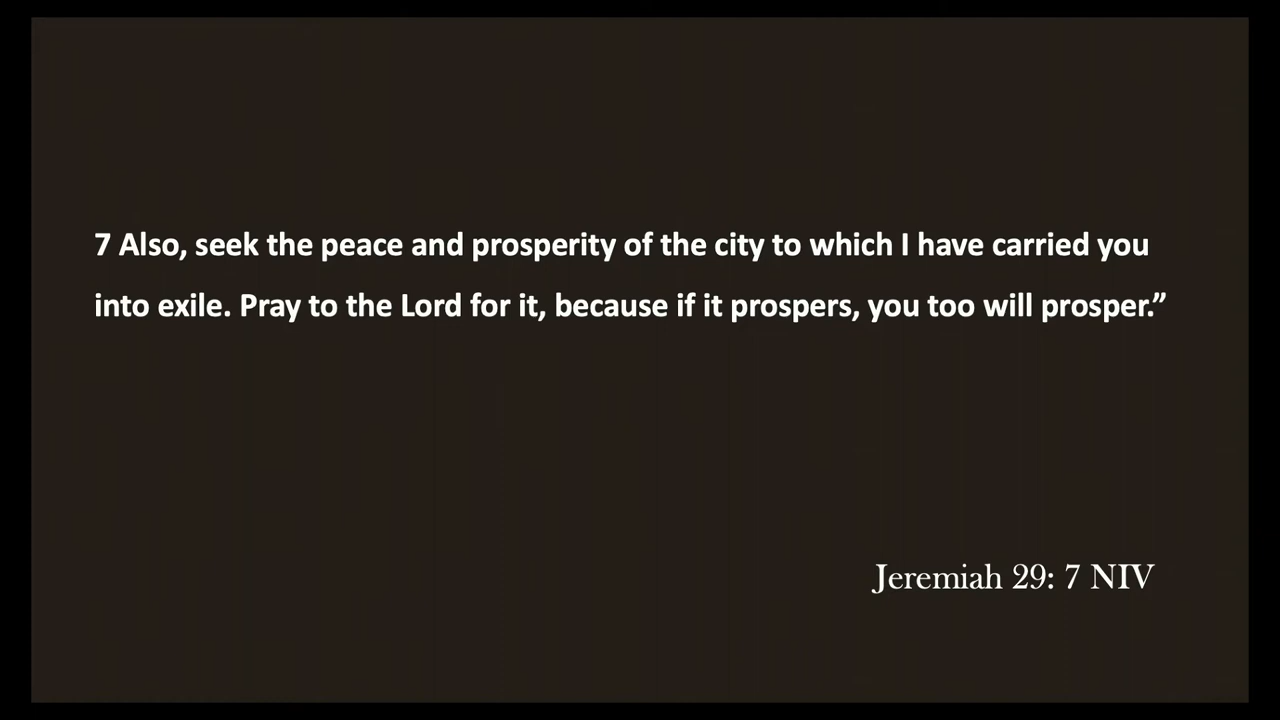 7 Also, seek the peace and prosperity of the city to which I have carried you
into exile. Pray to the Lord for it, because if it prospers, you too will prosper.”
Jeremiah 29: 7 NIV